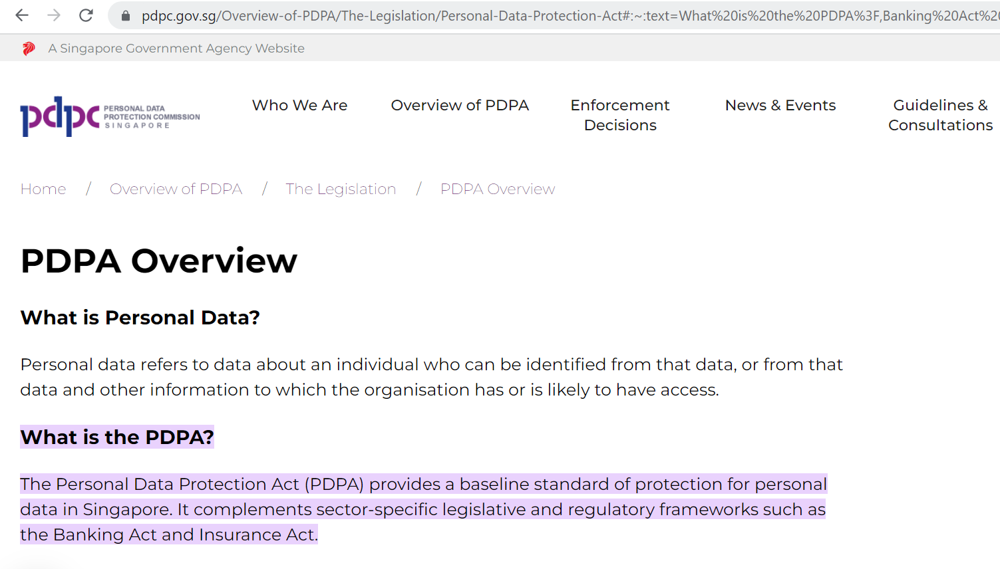 pdpc.gov.sg/Overview-of-PDPA/The-Legislation/Personal-Data-Protection-Act#:~:text=What%20is%20the%20PDPA%3F,Banking%20Act%20
A Singapore Government Agency Website
pdpc PERSONAL DATA
PROTECTION COMMISSION
SINGAPORE
Who We Are
Overview of PDPA
Enforcement
Decisions
News & Events
Guidelines &
Consultations
Home / Overview of PDPA / The Legislation / PDPA Overview
PDPA Overview
What is Personal Data?
Personal data refers to data about an individual who can be identified from that data, or from that
data and other information to which the organisation has or is likely to have access.
What is the PDPA?
The Personal Data Protection Act (PDPA) provides a baseline standard of protection for personal
data in Singapore. It complements sector-specific legislative and regulatory frameworks such as
the Banking Act and Insurance Act.